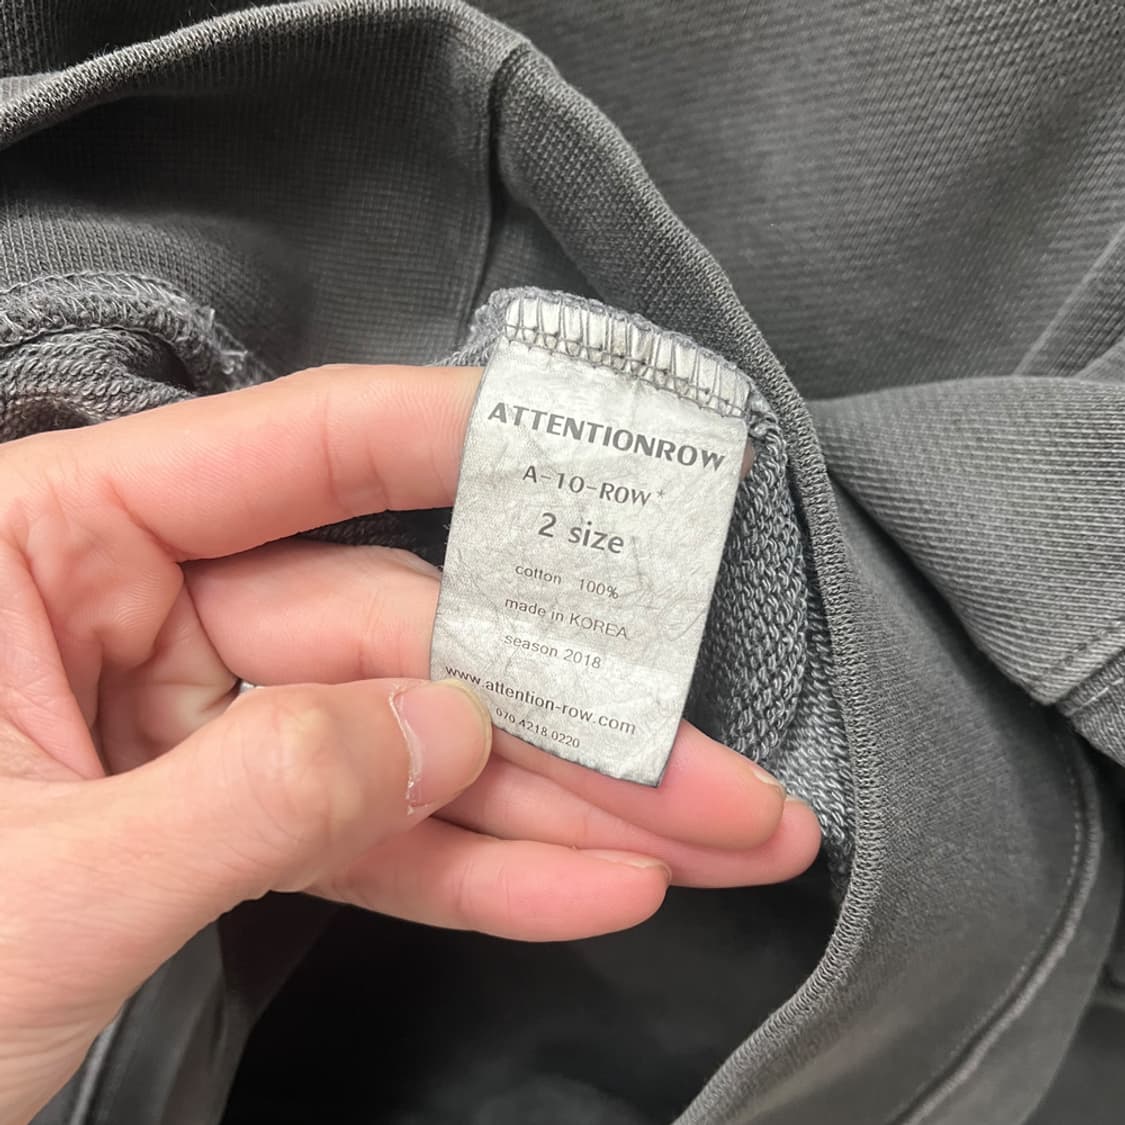 ATTENTIONROW
A-10-ROW*
2 size
cotton 100%
made in KOREA
season 2018
www.attention-row.com
070 4218 0220